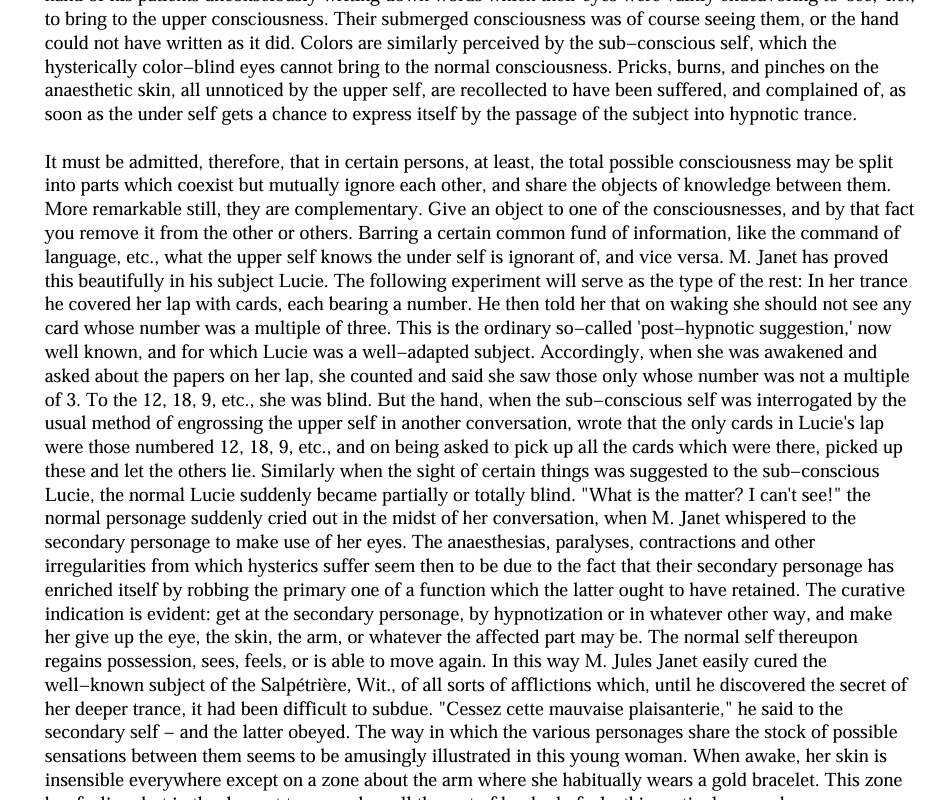 to bring to the upper consciousness. Their submerged consciousness was of course seeing them, or the hand
could not have written as it did. Colors are similarly perceived by the sub–conscious self, which the
hysterically color–blind eyes cannot bring to the normal consciousness. Pricks, burns, and pinches on the
anaesthetic skin, all unnoticed by the upper self, are recollected to have been suffered, and complained of, as
soon as the under self gets a chance to express itself by the passage of the subject into hypnotic trance.
It must be admitted, therefore, that in certain persons, at least, the total possible consciousness may be split
into parts which coexist but mutually ignore each other, and share the objects of knowledge between them.
More remarkable still, they are complementary. Give an object to one of the consciousnesses, and by that fact
you remove it from the other or others. Barring a certain common fund of information, like the command of
language, etc., what the upper self knows the under self is ignorant of, and vice versa. M. Janet has proved
this beautifully in his subject Lucie. The following experiment will serve as the type of the rest: In her trance
he covered her lap with cards, each bearing a number. He then told her that on waking she should not see any
card whose number was a multiple of three. This is the ordinary so–called 'post–hypnotic suggestion,' now
well known, and for which Lucie was a well–adapted subject. Accordingly, when she was awakened and
asked about the papers on her lap, she counted and said she saw those only whose number was not a multiple
of 3. To the 12, 18, 9, etc., she was blind. But the hand, when the sub–conscious self was interrogated by the
usual method of engrossing the upper self in another conversation, wrote that the only cards in Lucie's lap
were those numbered 12, 18, 9, etc., and on being asked to pick up all the cards which were there, picked up
these and let the others lie. Similarly when the sight of certain things was suggested to the sub–conscious
Lucie, the normal Lucie suddenly became partially or totally blind. "What is the matter? I can't see!" the
normal personage suddenly cried out in the midst of her conversation, when M. Janet whispered to the
secondary personage to make use of her eyes. The anaesthesias, paralyses, contractions and other
irregularities from which hysterics suffer seem then to be due to the fact that their secondary personage has
enriched itself by robbing the primary one of a function which the latter ought to have retained. The curative
indication is evident: get at the secondary personage, by hypnotization or in whatever other way, and make
her give up the eye, the skin, the arm, or whatever the affected part may be. The normal self thereupon
regains possession, sees, feels, or is able to move again. In this way M. Jules Janet easily cured the
well–known subject of the Salpétrière, Wit., of all sorts of afflictions which, until he discovered the secret of
her deeper trance, it had been difficult to subdue. "Cessez cette mauvaise plaisanterie," he said to the
secondary self – and the latter obeyed. The way in which the various personages share the stock of possible
sensations between them seems to be amusingly illustrated in this young woman. When awake, her skin is
insensible everywhere except on a zone about the arm where she habitually wears a gold bracelet. This zone